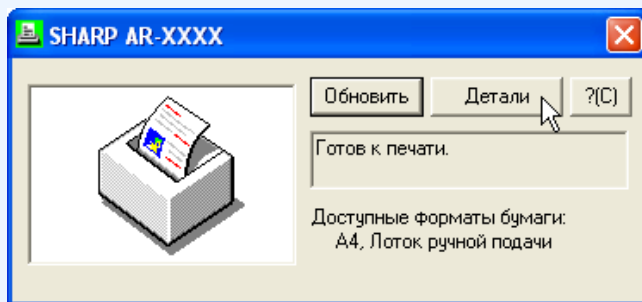 SHARP AR-XXXX
Обновить Детали ?(C)
Готов к печати.
Доступные форматы бумаги:
A4, Лоток ручной подачи